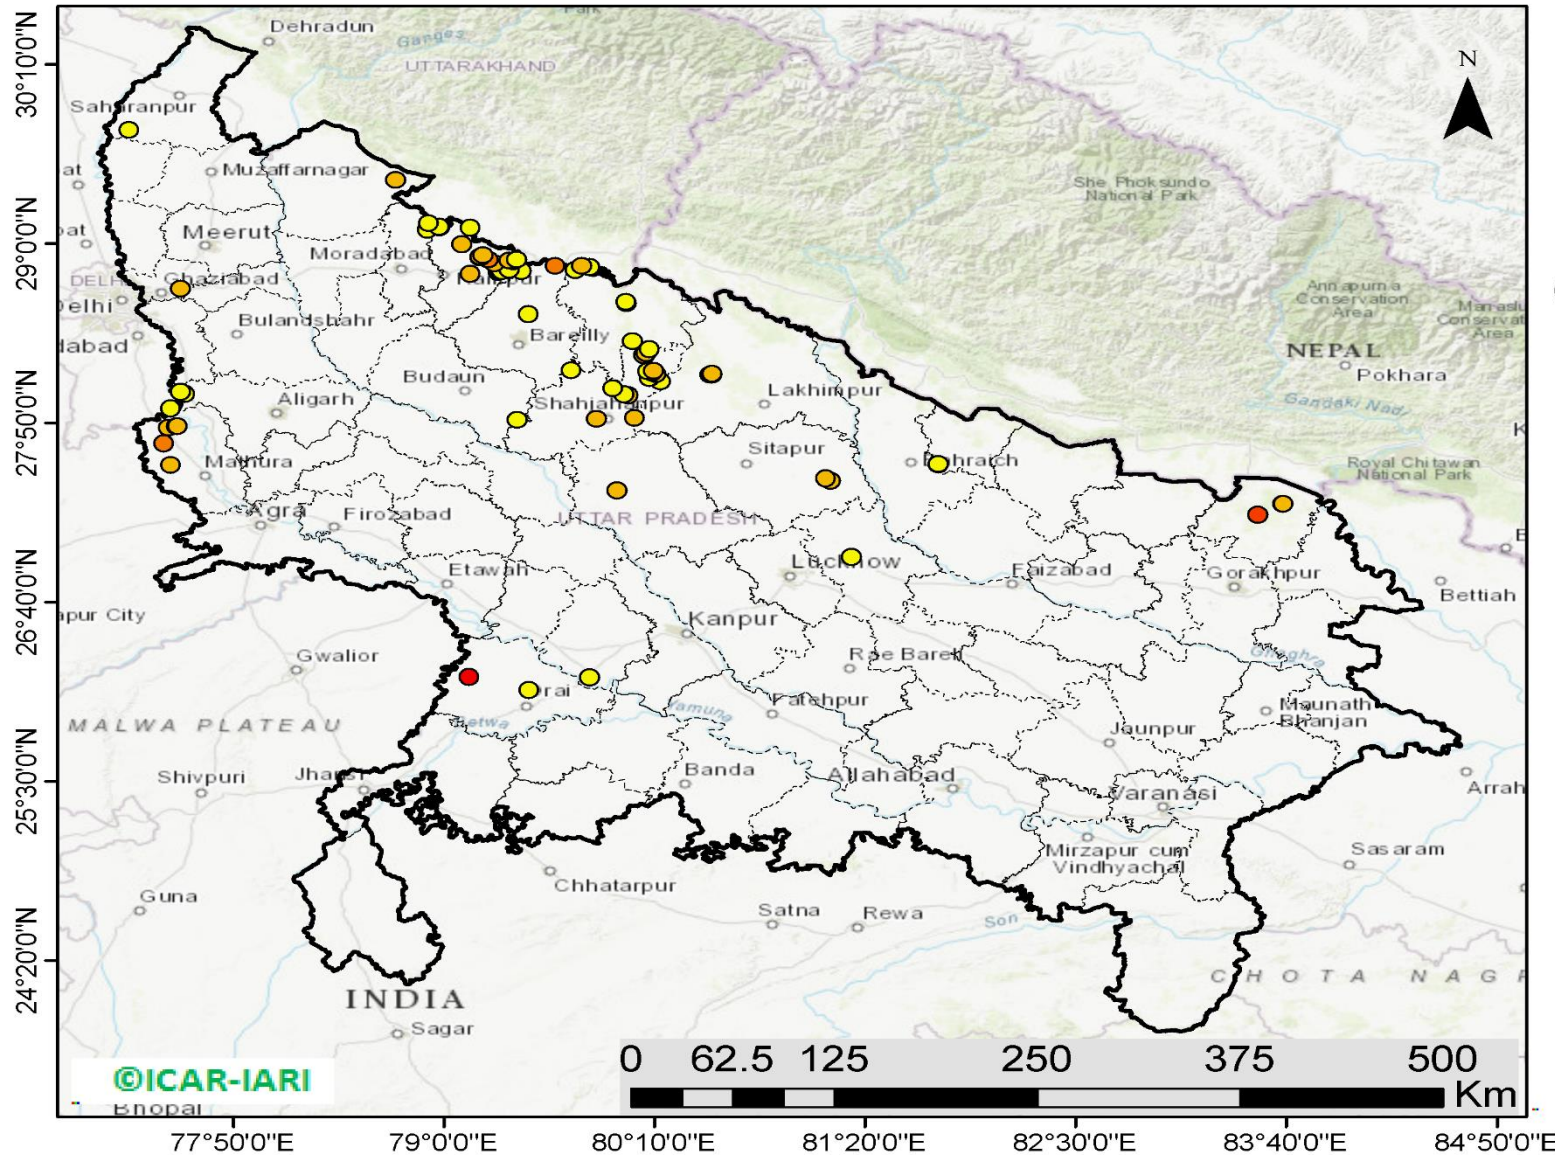 Dehradun
Ganges
UTTARAKHAND
N
30°10'0"N
Saharanpur
Muzaffarnagar
She Phoksundo
National Park
29°0'0"N
Meerut
Moradabad
Ghaziabad
Annapurna
Conservation
Area
Bulandshahr
Bareilly
NEPAL
Pokhara
Budaun
Lakhimpur
Aligarh
Shahjahanpur
Gandaki Nadi
27°50'0"N
Mathura
Sitapur
Bahraich
Royal Chitawan
National Park
Agra
Firozabad
UTTAR PRADESH
Lucknow
Etawah
Faizabad
Gorakhpur
26°40'0"N
Bettiah
apur City
Kanpur
Gwalior
Rae Bareli
Ghaghra
Orai
Fatehpur
Yamuna
Betwa
MALWA PLATEAU
Maunath
Bhanjan
Jaunpur
25°30'0"N
Shivpuri
Jhansi
Banda
Allahabad
Varanasi
Arrah
Mirzapur cum
Vindhyachal
Sasaram
Chhatarpur
Guna
Satna
Rewa
Son
24°20'0"N
CHOTA NAGP
INDIA
Sagar
©ICAR-IARI
Bhopal
0 62.5 125 250 375 500
Km
77°50'0"E 79°0'0"E 80°10'0"E 81°20'0"E 82°30'0"E 83°40'0"E 84°50'0"E